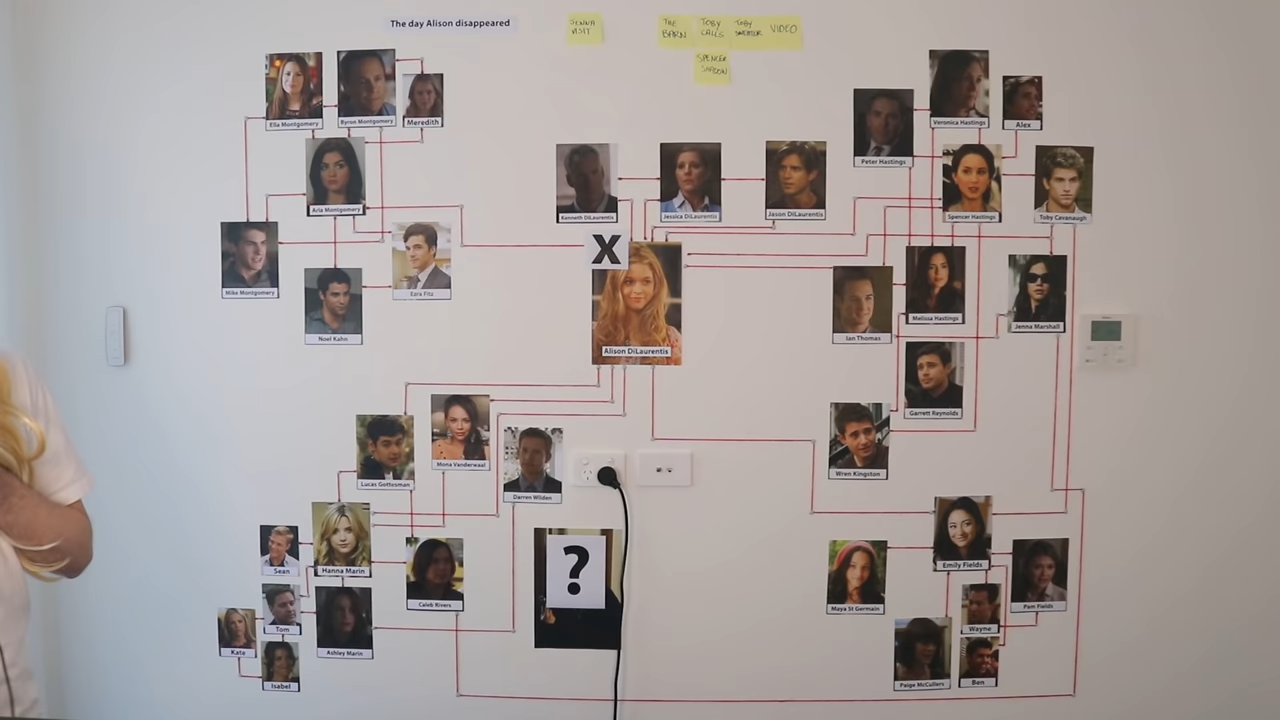 The day Alison disappeared
JENNA
VISIT
THE
BARN
TOBY
CALLS
TOBY
SWEATER
VIDEO
SPENCER
Ella Montgomery
Byron Montgomery
Meredith
Aria Montgomery
Mike Montgomery
Ezra Fitz
Noel Kahn
Kenneth DiLaurentis
Jessica DiLaurentis
Jason DiLaurentis
X
Alison DiLaurentis
Veronica Hastings
Alex
Peter Hastings
Spencer Hastings
Toby Cavanaugh
Melissa Hastings
Jenna Marshall
Ian Thomas
Garrett Reynolds
Wren Kingston
Mona Vanderwaal
Lucas Gottesman
Darren Wilden
?
Sean
Hanna Marin
Caleb Rivers
Tom
Kate
Ashley Marin
Isabel
Emily Fields
Maya St Germain
Pam Fields
Wayne
Paige McCullers
Ben